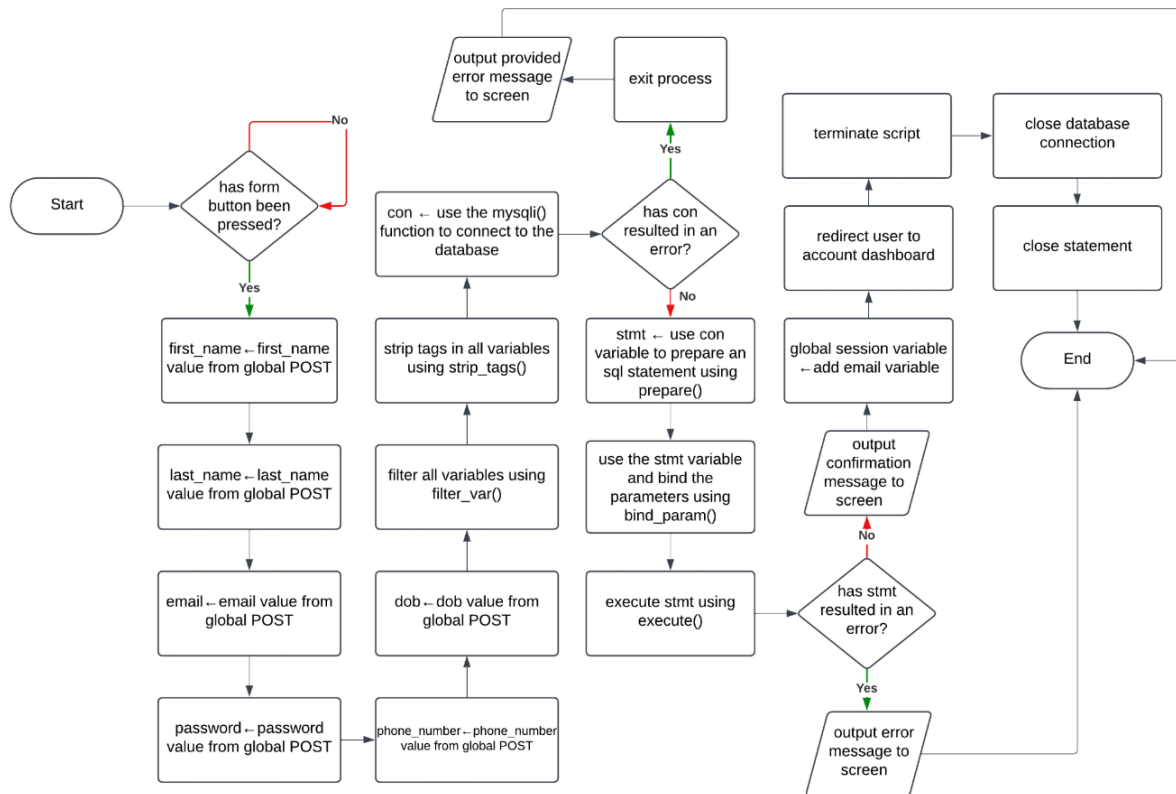 Start
No
has form
button been
pressed?
Yes
first_name←first_name
value from global POST
last_name←last_name
value from global POST
email←email value from
global POST
password←password
value from global POST
phone_number←phone_number
value from global POST
dob←dob value from
global POST
filter all variables using
filter_var()
strip tags in all variables
using strip_tags()
con ← use the mysqli()
function to connect to the
database
has con
resulted in an
error?
Yes
exit process
output provided
error message
to screen
No
stmt ← use con
variable to prepare an
sql statement using
prepare()
use the stmt variable
and bind the
parameters using
bind_param()
execute stmt using
execute()
has stmt
resulted in an
error?
No
output
confirmation
message to
screen
global session variable
←add email variable
redirect user to
account dashboard
terminate script
close database
connection
close statement
End
Yes
output error
message to
screen